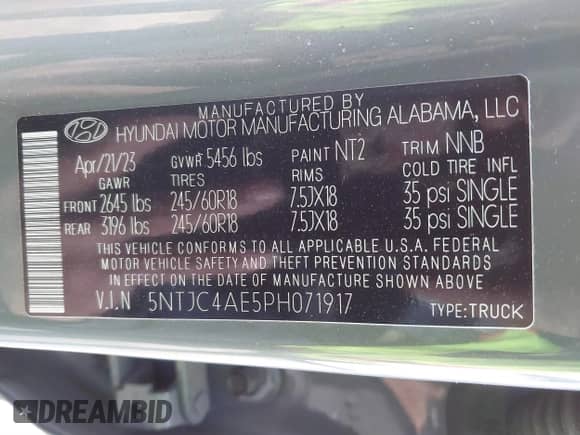 MANUFACTURED BY
HYUNDAI MOTOR MANUFACTURING ALABAMA, LLC
Apr/21/23 GVWR 5456 lbs PAINT NT2 TRIM NNB
GAWR TIRES RIMS COLD TIRE INFL
FRONT 2645 lbs 245/60R18 7.5JX18 35 psi SINGLE
REAR 3196 lbs 245/60R18 7.5JX18 35 psi SINGLE
THIS VEHICLE CONFORMS TO ALL APPLICABLE U.S.A. FEDERAL
MOTOR VEHICLE SAFETY AND THEFT PREVENTION STANDARDS
IN EFFECT ON THE DATE OF MANUFACTURE SHOWN ABOVE.
V.I.N 5NTJC4AE5PH071917 TYPE: TRUCK
DREAMBID